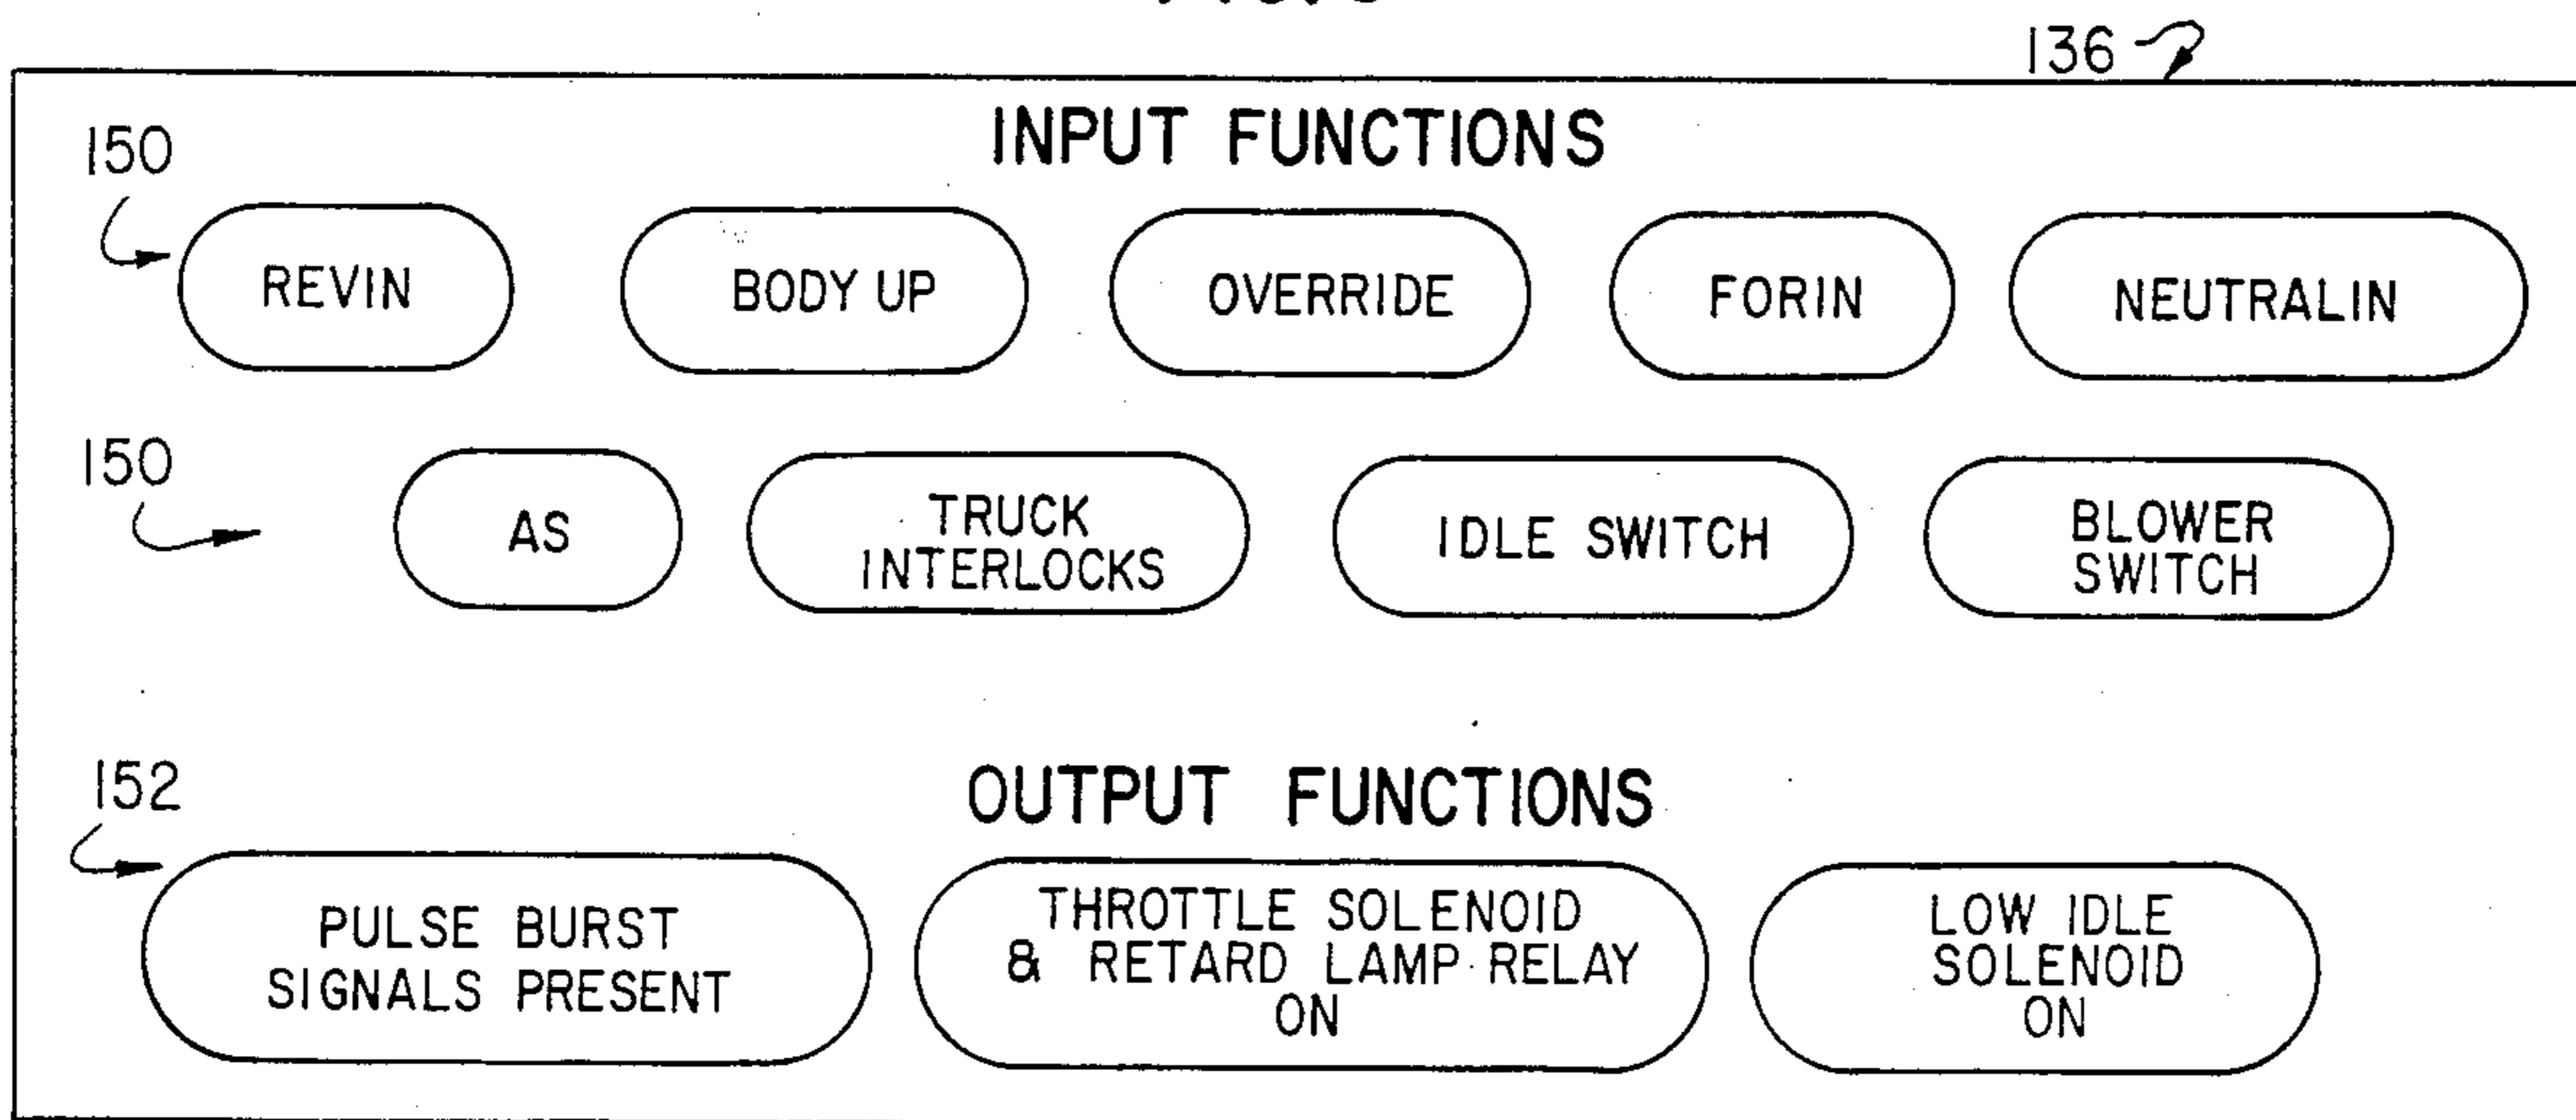 136
INPUT FUNCTIONS
150
REVIN
BODY UP
OVERRIDE
FORIN
NEUTRALIN
150
AS
TRUCK
INTERLOCKS
IDLE SWITCH
BLOWER
SWITCH
OUTPUT FUNCTIONS
152
PULSE BURST
SIGNALS PRESENT
THROTTLE SOLENOID
& RETARD LAMP RELAY
ON
LOW IDLE
SOLENOID
ON